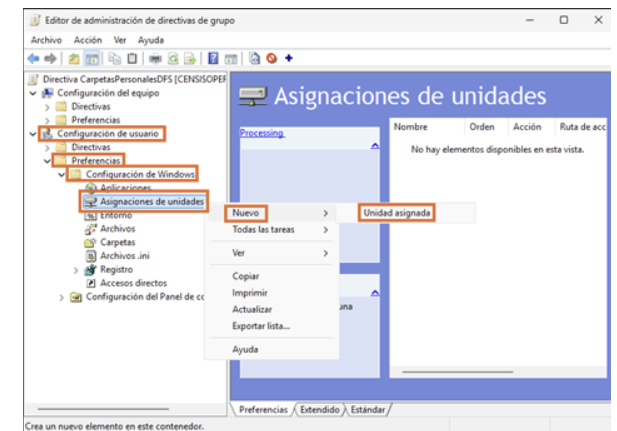 Editor de administración de directivas de grupo
Archivo Acción Ver Ayuda
Directiva CarpetasPersonalesDFS [CENSISOPER
Configuración del equipo
Directivas
Preferencias
Configuración de usuario
Directivas
Preferencias
Configuración de Windows
Aplicaciones
Asignaciones de unidades
Entorno
Archivos
Carpetas
Archivos .ini
Registro
Accesos directos
Configuración del Panel de cc
Asignaciones de unidades
Processing
Nombre Orden Acción Ruta de acc
No hay elementos disponibles en esta vista.
Nuevo
Unidad asignada
Todas las tareas
Ver
Copiar
Imprimir
Actualizar
Exportar lista...
Ayuda
una
Preferencias Extendido Estándar
Crea un nuevo elemento en este contenedor.